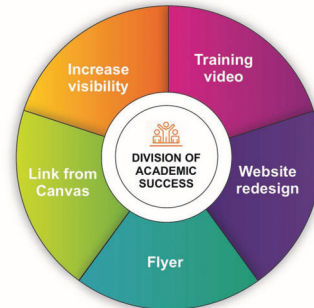 Increase
visibility
Training
video
DIVISION OF
ACADEMIC
SUCCESS
Link from
Canvas
Website
redesign
Flyer